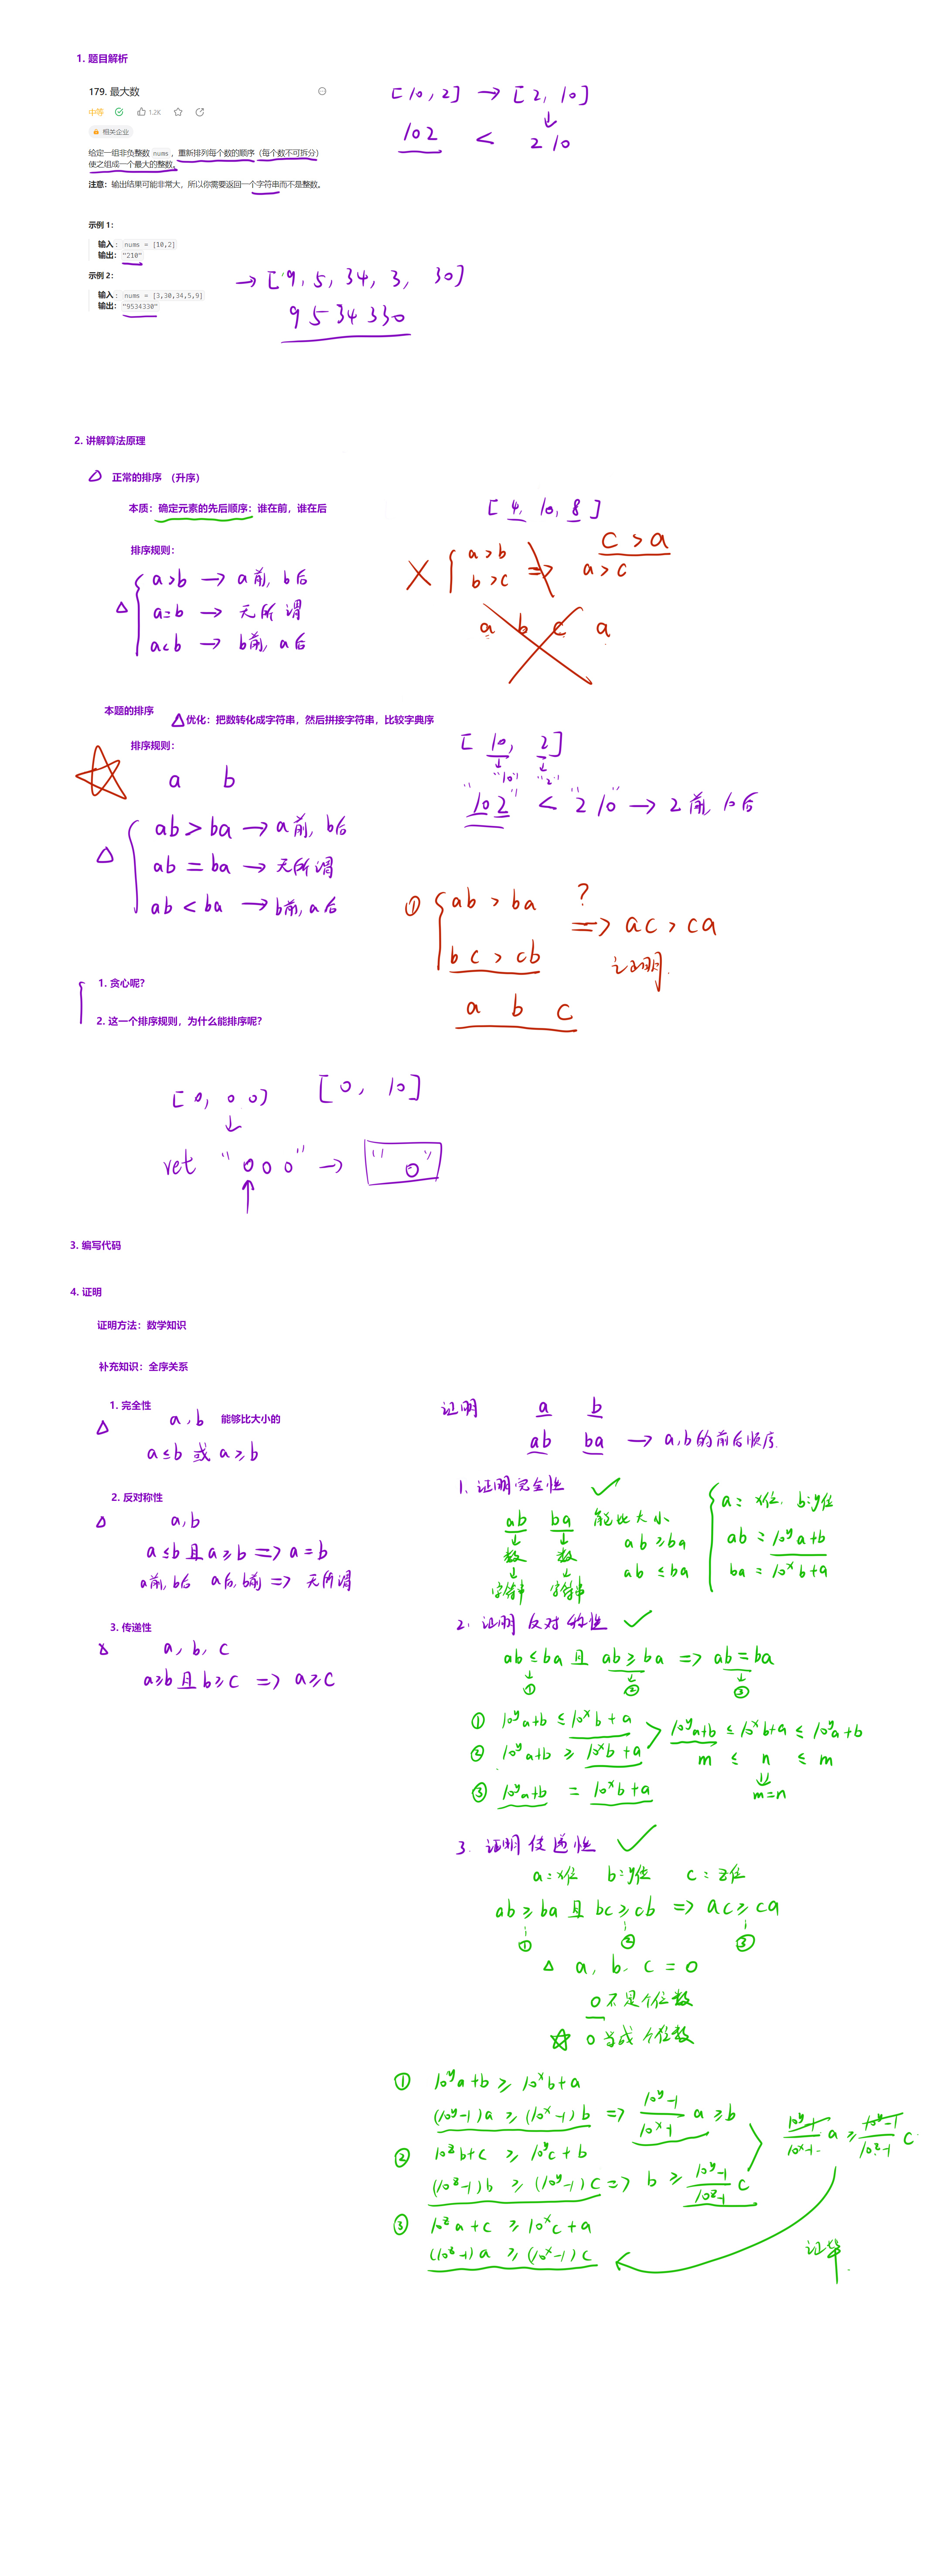 1. 题目解析
179. 最大数
中等 1.2K
相关企业
给定一组非负整数 nums，重新排列每个数的顺序（每个数不可拆分）
使之组成一个最大的整数。
注意：输出结果可能非常大，所以你需要返回一个字符串而不是整数。
示例 1：
输入：nums = [10,2]
输出："210"
示例 2：
输入：nums = [3,30,34,5,9]
输出："9534330"
[10, 2] → [2, 10]
↓
102 < 210
→ [9, 5, 34, 3, 30]
9534330
2. 讲解算法原理
正常的排序 （升序）
本质：确定元素的先后顺序：谁在前，谁在后
排序规则：
a>b → a前, b后
a=b → 无所谓
a<b → b前, a后
[4, 10, 8]
c > a
a>b
b>c => a>c
a b c a
本题的排序
△优化：把数转化成字符串，然后拼接字符串，比较字典序
排序规则：
a b
ab > ba → a前, b后
ab = ba → 无所谓
ab < ba → b前, a后
[10, 2]
↓ ↓
"10" "2"
"102" < "210" → 2前, 10后
① ab > ba ?
bc > cb => ac > ca
证明.
a b c
1. 贪心呢？
2. 这一个排序规则，为什么能排序呢？
[0, 0 0] [0, 10]
↓
ret "000" → "0"
↑
3. 编写代码
4. 证明
证明方法：数学知识
补充知识：全序关系
1. 完全性
△ a, b 能够比大小的
a≤b 或 a≥b
2. 反对称性
△ a, b
a≤b 且 a≥b => a=b
a前, b后 a后, b前 => 无所谓
3. 传递性
△ a, b, c
a≥b 且 b≥c => a≥c
证明 a b
ab ba → a,b的前后顺序.
1. 证明完全性 ✓
ab ba 能比大小
↓ ↓
数 数 ab ≥ ba
↓ ↓ ab ≤ ba
字符串 字符串
a: x位 b: y位
ab = 10^y a+b
ba = 10^x b+a
2. 证明反对称性 ✓
ab ≤ ba 且 ab ≥ ba => ab = ba
↓ ↓ ↓
① ② ③
① 10^y a+b ≤ 10^x b+a
② 10^y a+b ≥ 10^x b+a
10^y a+b ≤ 10^x b+a ≤ 10^y a+b
m ≤ n ≤ m
⇓
m=n
③ 10^y a+b = 10^x b+a
3. 证明传递性 ✓
a: x位 b: y位 c: z位
ab ≥ ba 且 bc ≥ cb => ac ≥ ca
① ② ③
△ a, b, c = 0
0 不是个位数
☆ 0 当成个位数
① 10^y a+b ≥ 10^x b+a
(10^y-1)a ≥ (10^x-1)b => (10^y-1)/(10^x-1) a ≥ b
② 10^z b+c ≥ 10^y c+b
(10^z-1)b ≥ (10^y-1)c => b ≥ (10^y-1)/(10^z-1) c
(10^y-1)/(10^x-1) a ≥ (10^y-1)/(10^z-1) c
③ 10^z a+c ≥ 10^x c+a
(10^z-1)a ≥ (10^x-1)c
证毕.